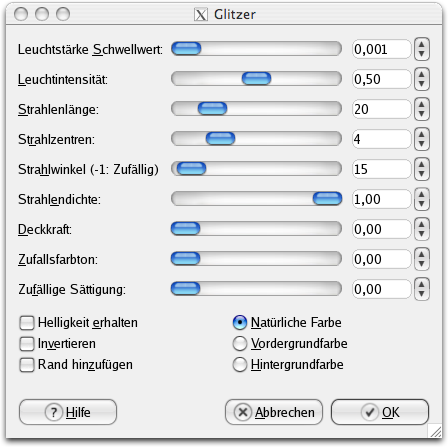 Glitzer
Leuchtstärke Schwellwert: 0,001
Leuchtintensität: 0,50
Strahlenlänge: 20
Strahlzentren: 4
Strahlwinkel (-1: Zufällig) 15
Strahlendichte: 1,00
Deckkraft: 0,00
Zufallsfarbton: 0,00
Zufällige Sättigung: 0,00
Helligkeit erhalten Natürliche Farbe
Invertieren Vordergrundfarbe
Rand hinzufügen Hintergrundfarbe
? Hilfe Abbrechen OK